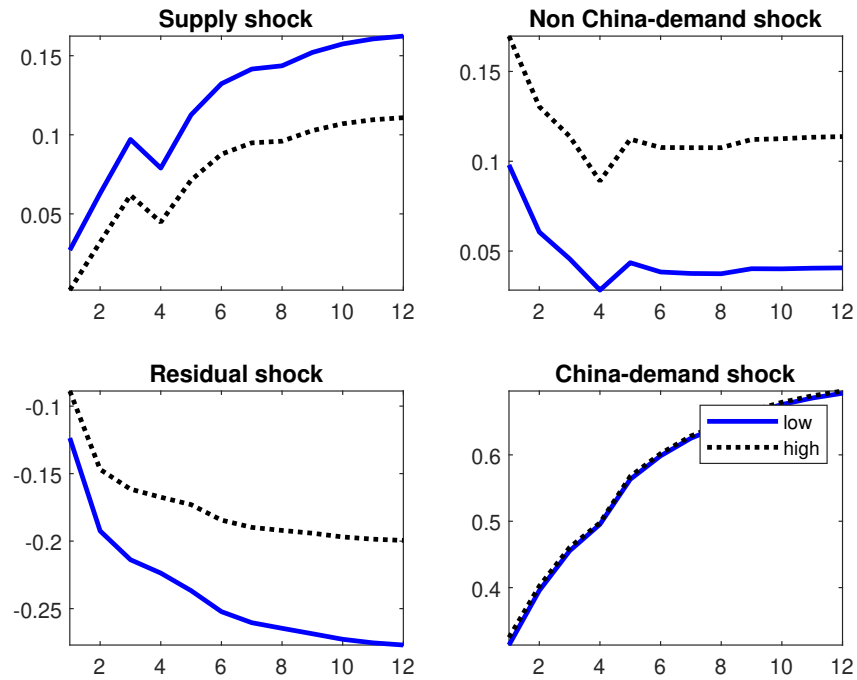 Supply shock
0.15
0.1
0.05
2 4 6 8 10 12
Non China-demand shock
0.15
0.1
0.05
2 4 6 8 10 12
Residual shock
-0.1
-0.15
-0.2
-0.25
2 4 6 8 10 12
China-demand shock
0.6
0.5
0.4
2 4 6 8 10 12
low
high